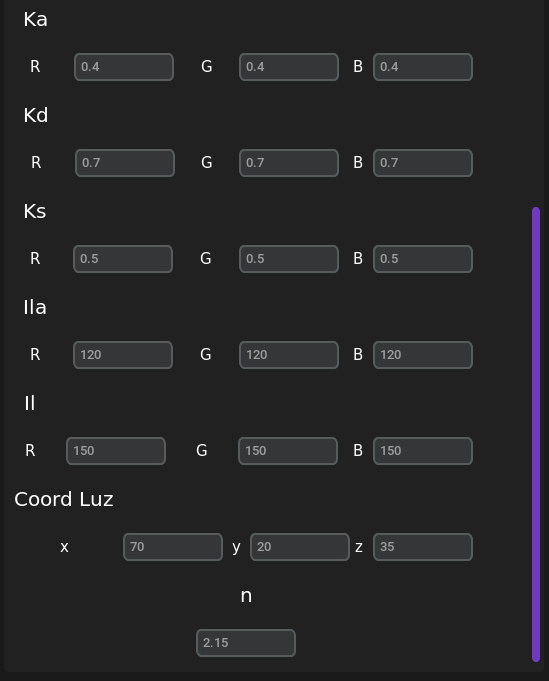 Ka
R 0.4 G 0.4 B 0.4
Kd
R 0.7 G 0.7 B 0.7
Ks
R 0.5 G 0.5 B 0.5
Ila
R 120 G 120 B 120
Il
R 150 G 150 B 150
Coord Luz
x 70 y 20 z 35
n
2.15